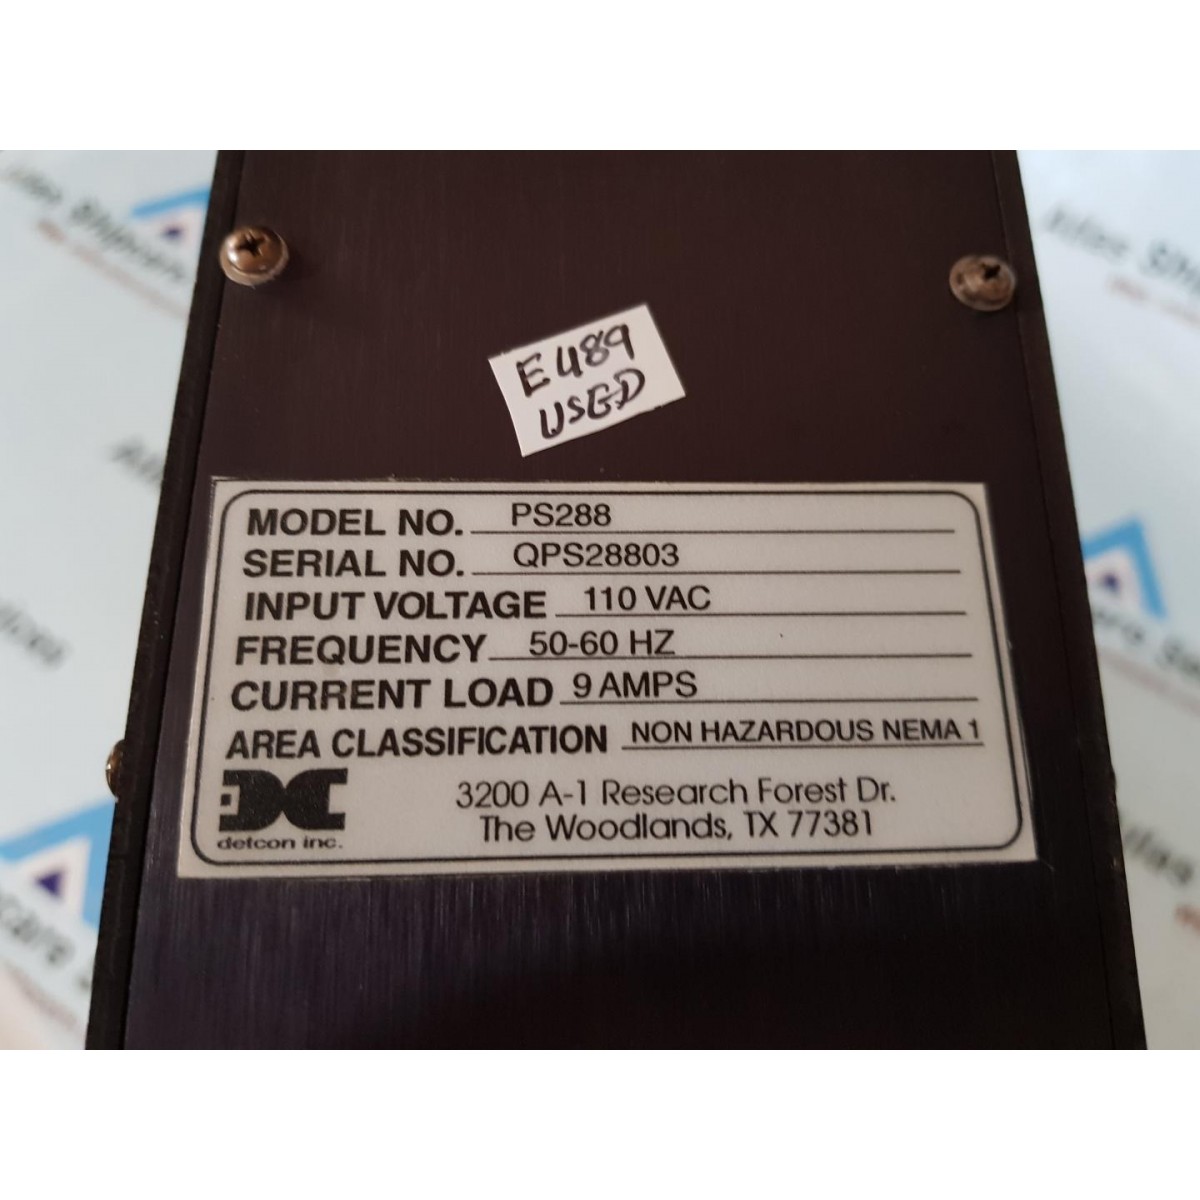 E489
USED
MODEL NO. PS288
SERIAL NO. QPS28803
INPUT VOLTAGE 110 VAC
FREQUENCY 50-60 HZ
CURRENT LOAD 9 AMPS
AREA CLASSIFICATION NON HAZARDOUS NEMA 1
3200 A-1 Research Forest Dr.
The Woodlands, TX 77381
detcon inc.